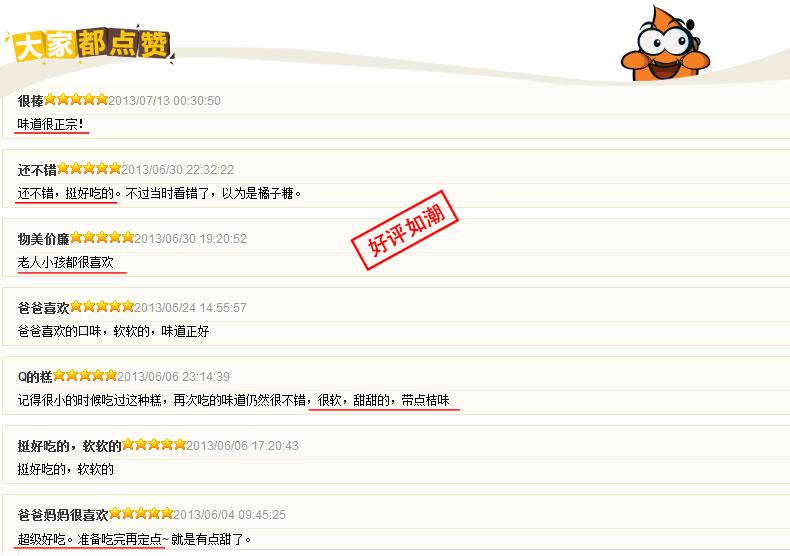 大家都点赞
很棒2013/07/13 00:30:50
味道很正宗!
还不错2013/06/30 22:32:22
还不错，挺好吃的。不过当时看错了，以为是橘子糖。
物美价廉2013/06/30 19:20:52
老人小孩都很喜欢
好评如潮
爸爸喜欢2013/06/24 14:55:57
爸爸喜欢的口味，软软的，味道正好
Q的糕2013/06/06 23:14:39
记得很小的时候吃过这种糕，再次吃的味道仍然很不错，很软，甜甜的，带点桔味
挺好吃的，软软的2013/06/06 17:20:43
挺好吃的，软软的
爸爸妈妈很喜欢2013/06/04 09:45:25
超级好吃。准备吃完再定点~就是有点甜了。